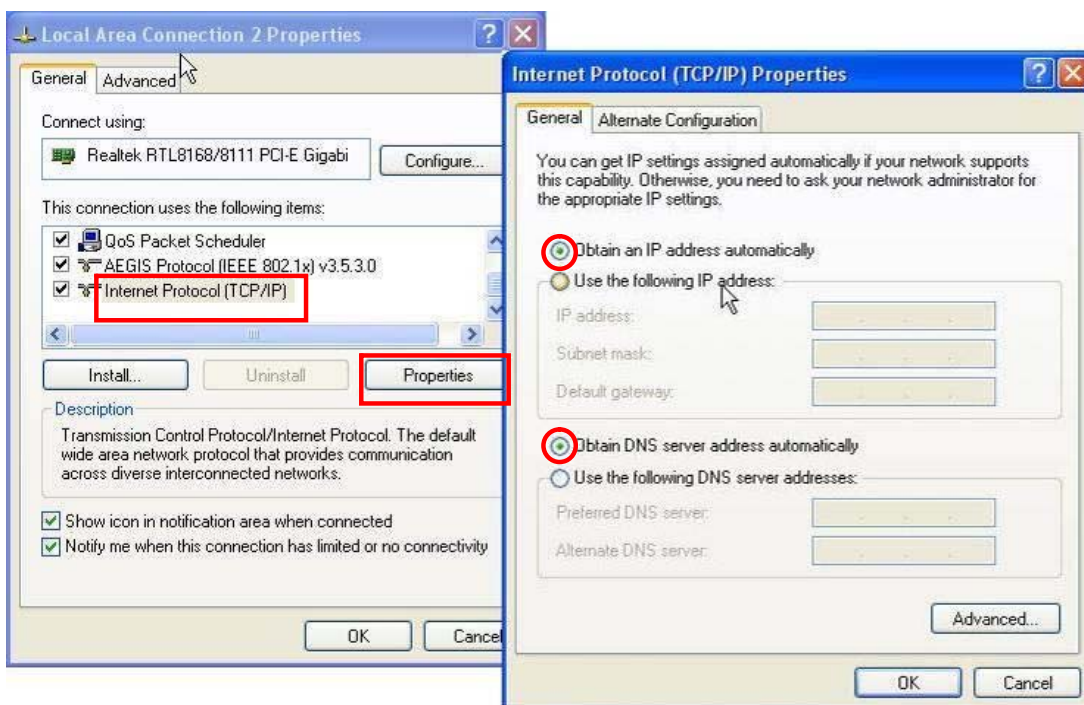 Local Area Connection 2 Properties
General Advanced
Connect using:
Realtek RTL8168/8111 PCI-E Gigabi
Configure...
This connection uses the following items:
QoS Packet Scheduler
AEGIS Protocol (IEEE 802.1x) v3.5.3.0
Internet Protocol (TCP/IP)
Install... Uninstall Properties
Description
Transmission Control Protocol/Internet Protocol. The default
wide area network protocol that provides communication
across diverse interconnected networks.
Show icon in notification area when connected
Notify me when this connection has limited or no connectivity
OK Cancel
Internet Protocol (TCP/IP) Properties
General Alternate Configuration
You can get IP settings assigned automatically if your network supports
this capability. Otherwise, you need to ask your network administrator for
the appropriate IP settings.
Obtain an IP address automatically
Use the following IP address:
IP address:
Subnet mask:
Default gateway:
Obtain DNS server address automatically
Use the following DNS server addresses:
Preferred DNS server:
Alternate DNS server:
Advanced...
OK Cancel